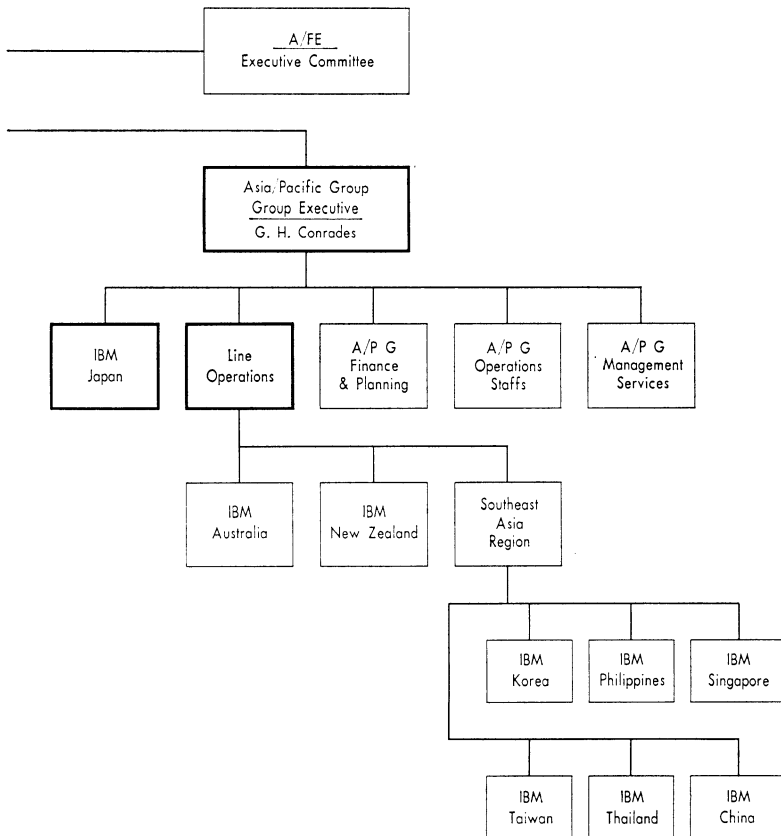 A/FE
Executive Committee
Asia/Pacific Group
Group Executive
G. H. Conrades
IBM
Japan
Line
Operations
A/P G
Finance
& Planning
A/P G
Operations
Staffs
A/P G
Management
Services
IBM
Australia
IBM
New Zealand
Southeast
Asia
Region
IBM
Korea
IBM
Philippines
IBM
Singapore
IBM
Taiwan
IBM
Thailand
IBM
China